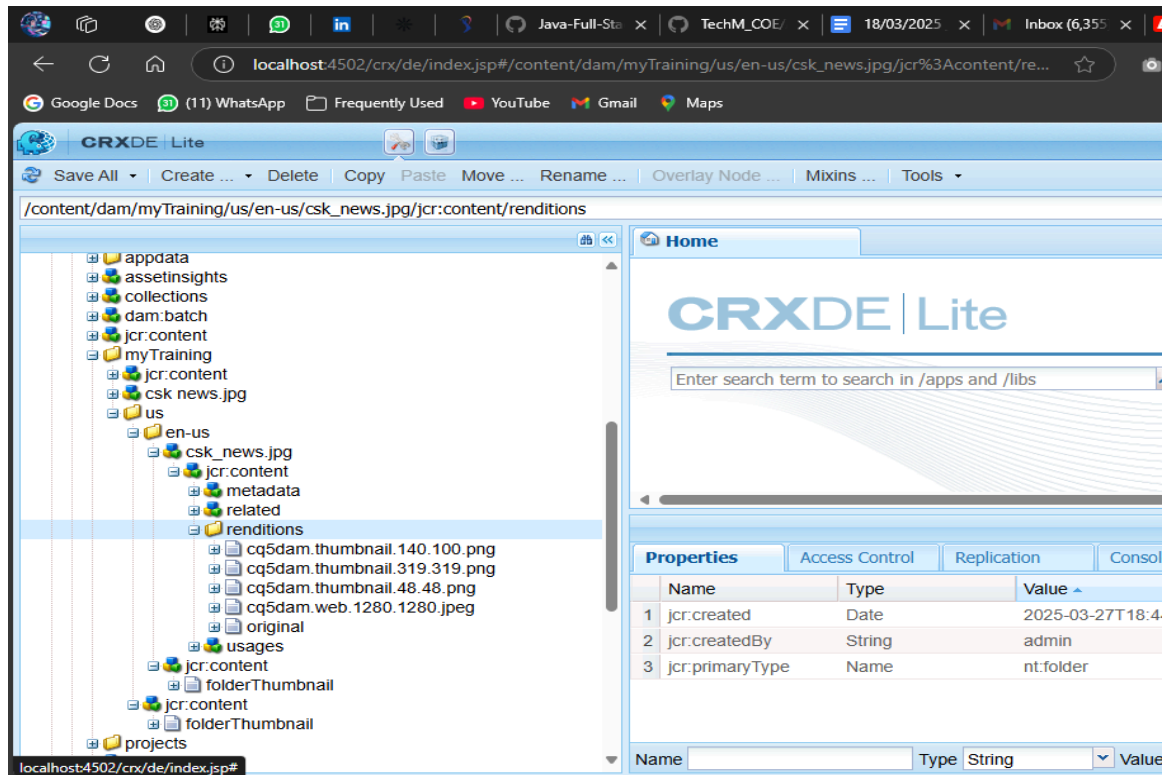 Java-Full-Sta
TechM_COE/
18/03/2025
Inbox (6,355
localhost:4502/crx/de/index.jsp#/content/dam/myTraining/us/en-us/csk_news.jpg/jcr%3Acontent/re...
Google Docs (11) WhatsApp Frequently Used YouTube Gmail Maps
CRXDE Lite
Save All Create ... Delete Copy Paste Move ... Rename ... Overlay Node ... Mixins ... Tools
/content/dam/myTraining/us/en-us/csk_news.jpg/jcr:content/renditions
appdata
assetinsights
collections
dam:batch
jcr:content
myTraining
jcr:content
csk news.jpg
us
en-us
csk_news.jpg
jcr:content
metadata
related
renditions
cq5dam.thumbnail.140.100.png
cq5dam.thumbnail.319.319.png
cq5dam.thumbnail.48.48.png
cq5dam.web.1280.1280.jpeg
original
usages
jcr:content
folderThumbnail
jcr:content
folderThumbnail
projects
localhost:4502/crx/de/index.jsp#
Home
CRXDE Lite
Enter search term to search in /apps and /libs
Properties Access Control Replication Consol
Name Type Value
1 jcr:created Date 2025-03-27T18:4
2 jcr:createdBy String admin
3 jcr:primaryType Name nt:folder
Name Type String Value